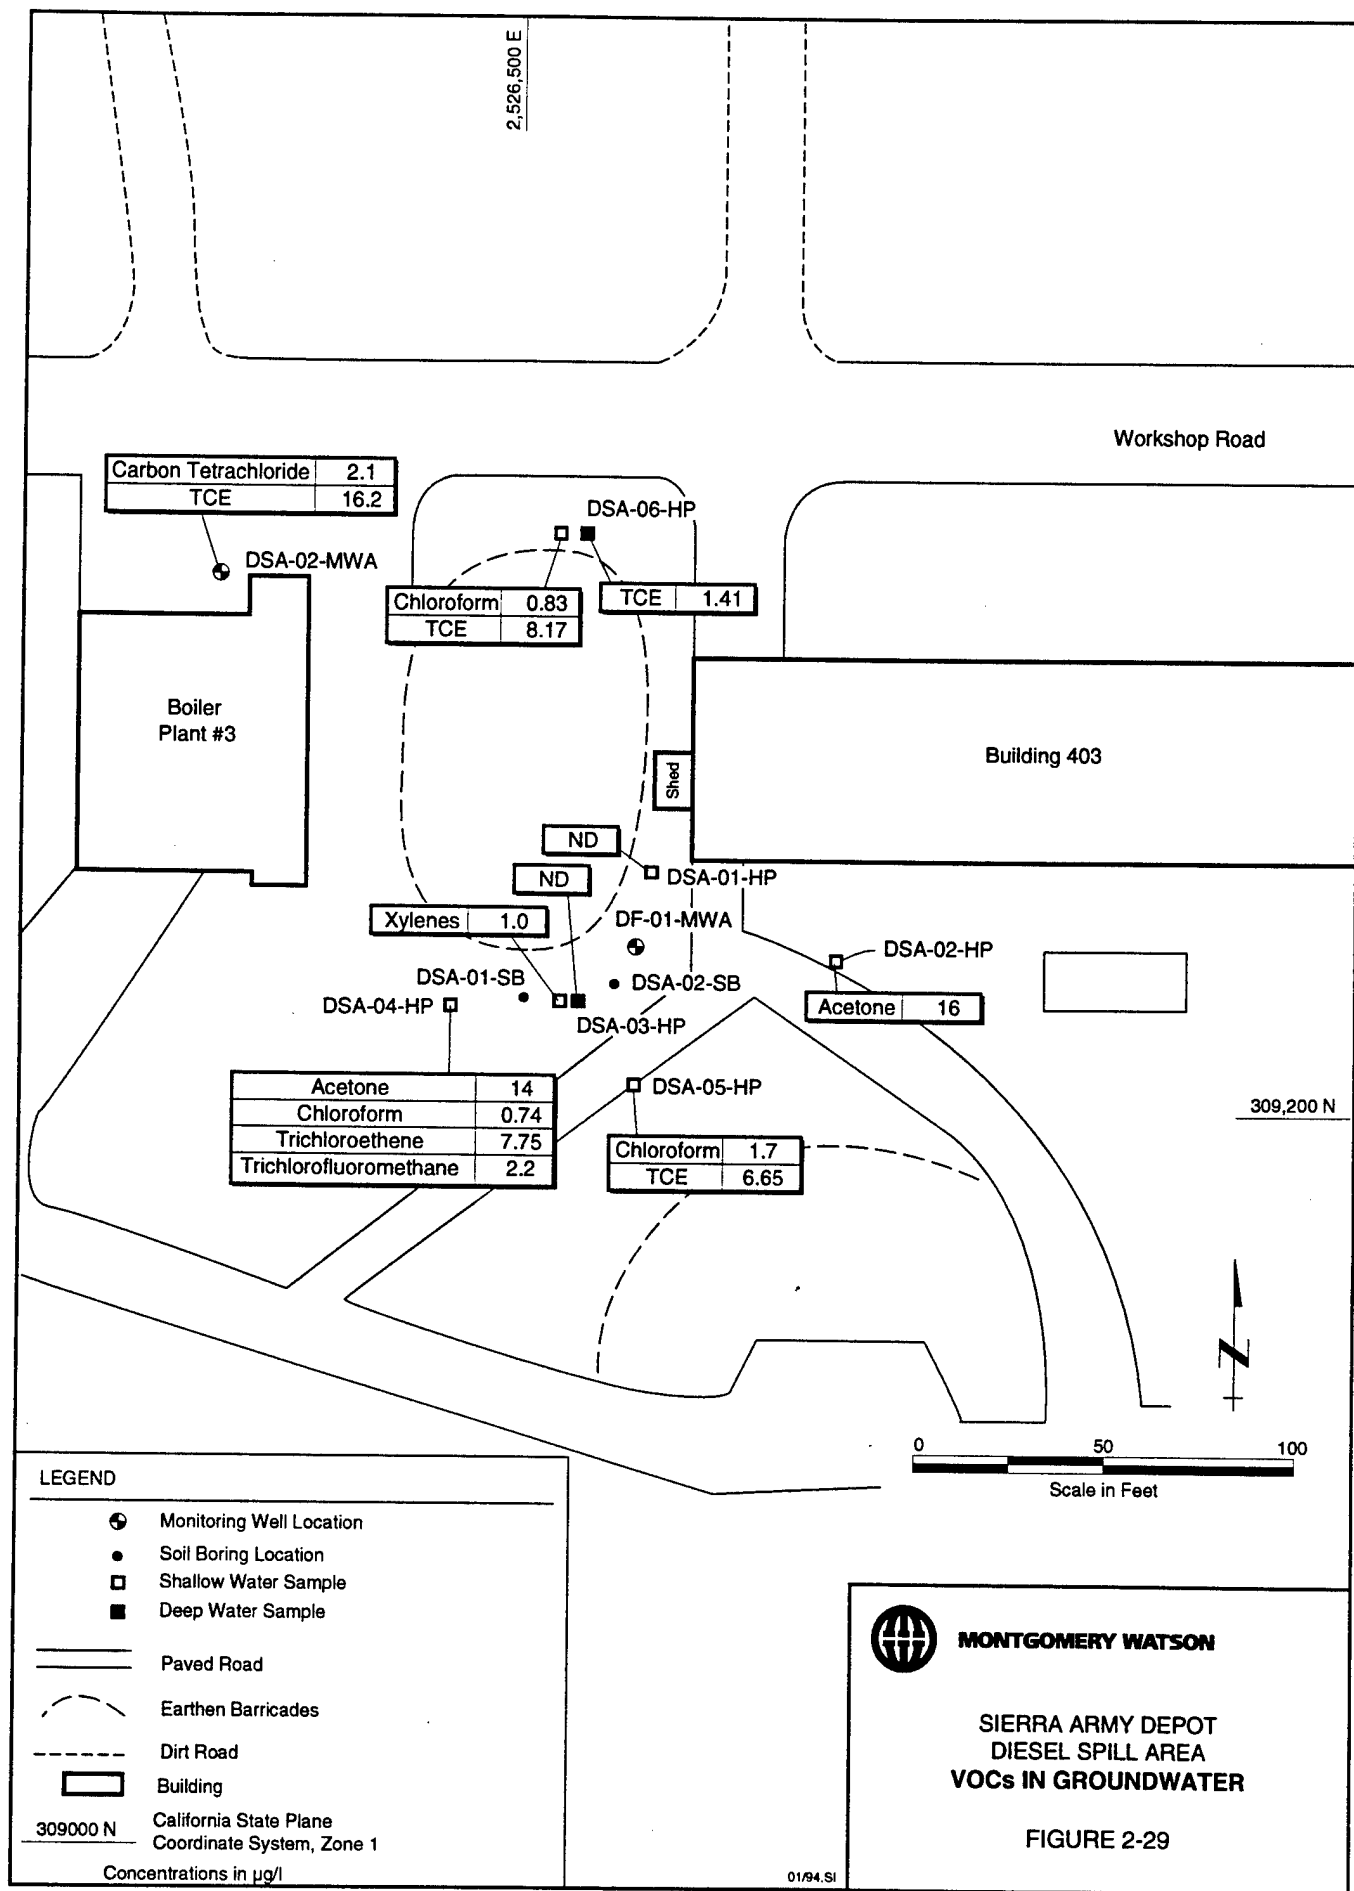 2,526,500 E
Workshop Road
Carbon Tetrachloride 2.1
TCE 16.2
DSA-02-MWA
DSA-06-HP
Chloroform 0.83
TCE 8.17
TCE 1.41
Boiler
Plant #3
Shed
Building 403
ND
DSA-01-HP
ND
Xylenes 1.0
DF-01-MWA
DSA-02-HP
DSA-01-SB
DSA-02-SB
DSA-04-HP
DSA-03-HP
Acetone 16
Acetone 14
Chloroform 0.74
Trichloroethene 7.75
Trichlorofluoromethane 2.2
DSA-05-HP
Chloroform 1.7
TCE 6.65
309,200 N
N
0 50 100
Scale in Feet
LEGEND
Monitoring Well Location
Soil Boring Location
Shallow Water Sample
Deep Water Sample
Paved Road
Earthen Barricades
Dirt Road
Building
309000 N California State Plane
Coordinate System, Zone 1
Concentrations in µg/l
01/94.SI
MONTGOMERY WATSON
SIERRA ARMY DEPOT
DIESEL SPILL AREA
VOCs IN GROUNDWATER
FIGURE 2-29